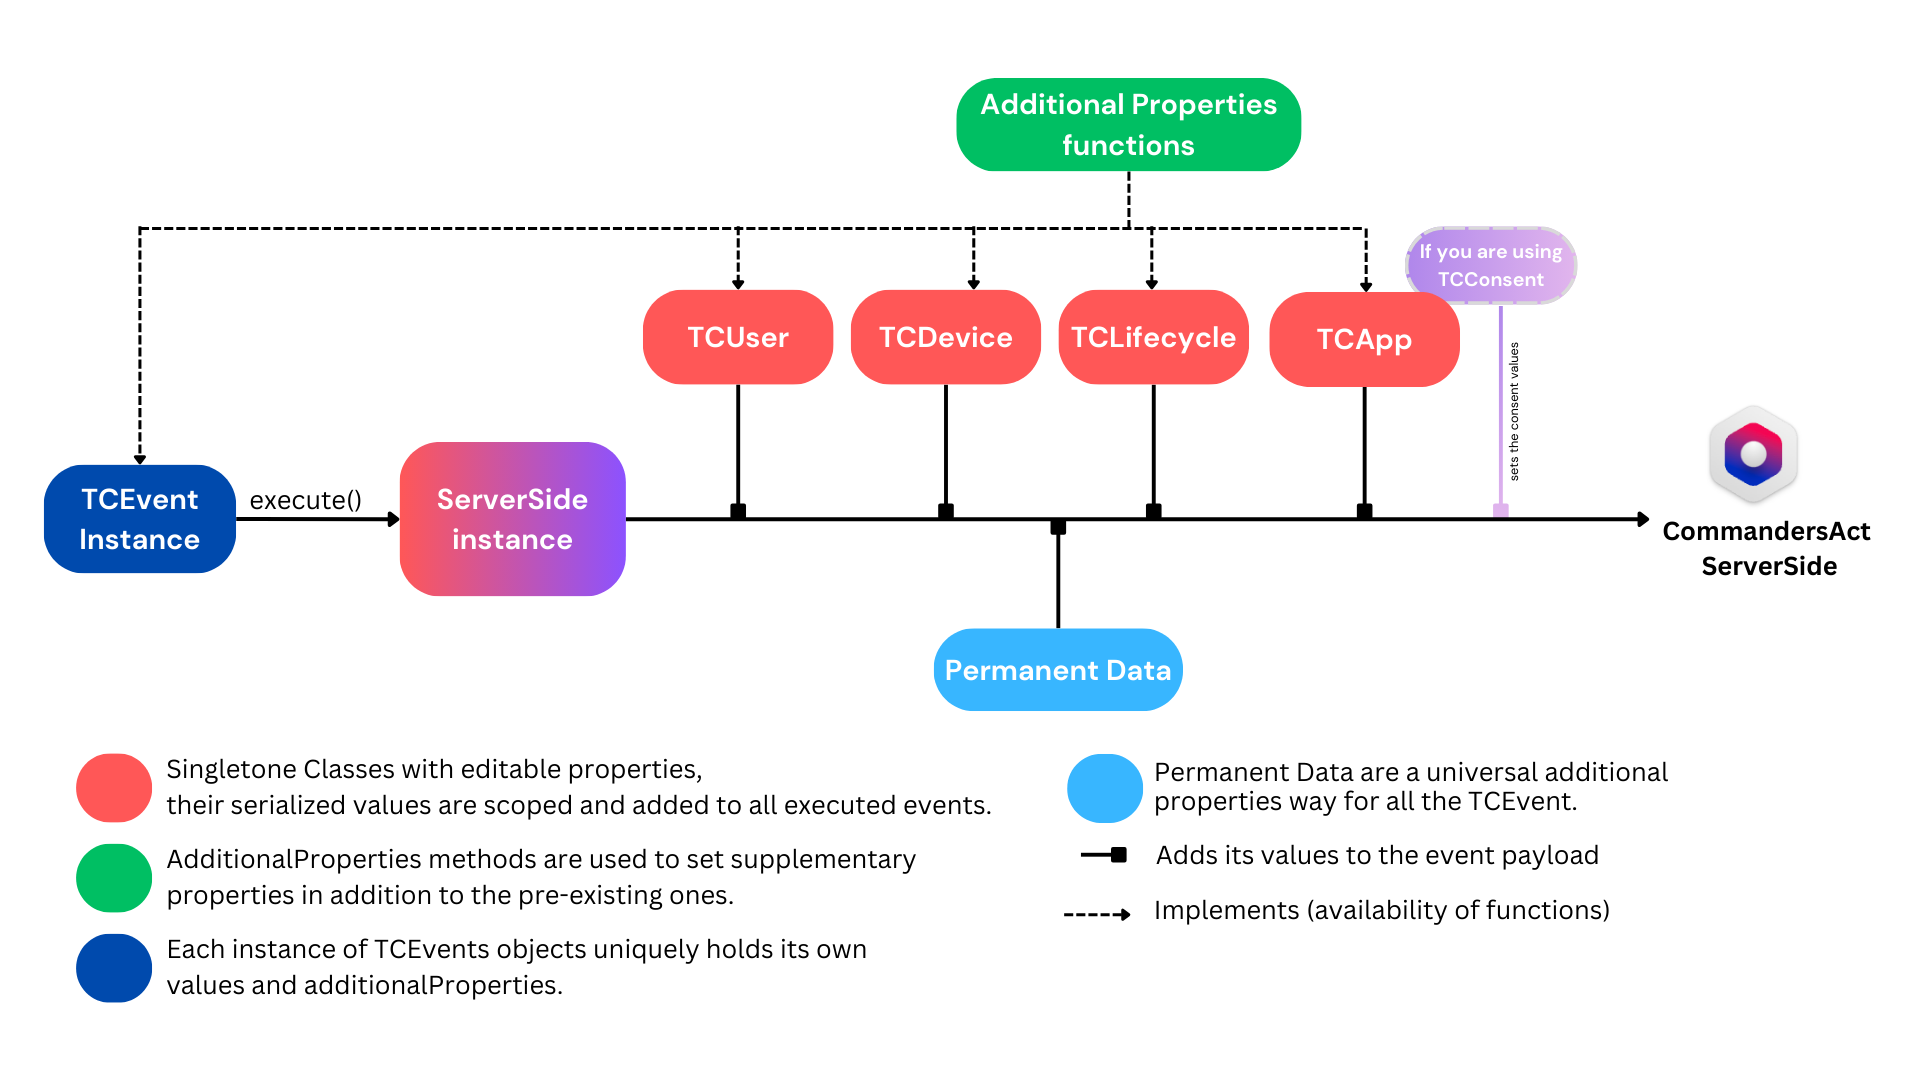 Additional Properties
functions
If you are using
TCConsent
TCUser
TCDevice
TCLifecycle
TCApp
sets the consent values
TCEvent
Instance
execute()
ServerSide
instance
CommandersAct
ServerSide
Permanent Data
Singletone Classes with editable properties,
their serialized values are scoped and added to all executed events.
AdditionalProperties methods are used to set supplementary
properties in addition to the pre-existing ones.
Each instance of TCEvents objects uniquely holds its own
values and additionalProperties.
Permanent Data are a universal additional
properties way for all the TCEvent.
Adds its values to the event payload
Implements (availability of functions)